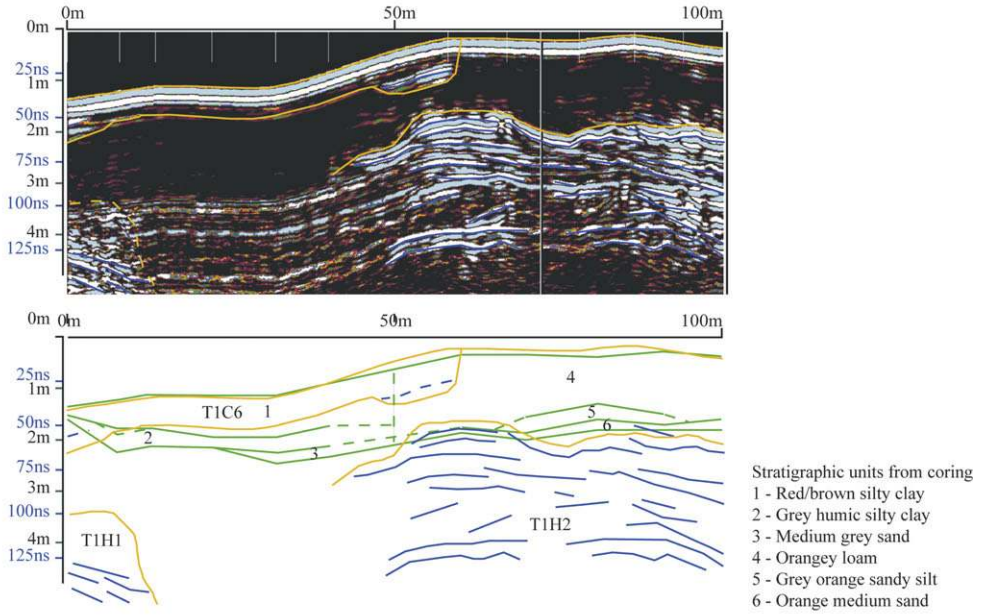 0m 50m 100m
0m
25ns
1m
50ns
2m
75ns
3m
100ns
4m
125ns
0m 0m 50m 100m
25ns
1m
50ns
2m
75ns
3m
100ns
4m
125ns
4
T1C6 1
5
6
2
3
T1H1
T1H2
Stratigraphic units from coring
1 - Red/brown silty clay
2 - Grey humic silty clay
3 - Medium grey sand
4 - Orangey loam
5 - Grey orange sandy silt
6 - Orange medium sand